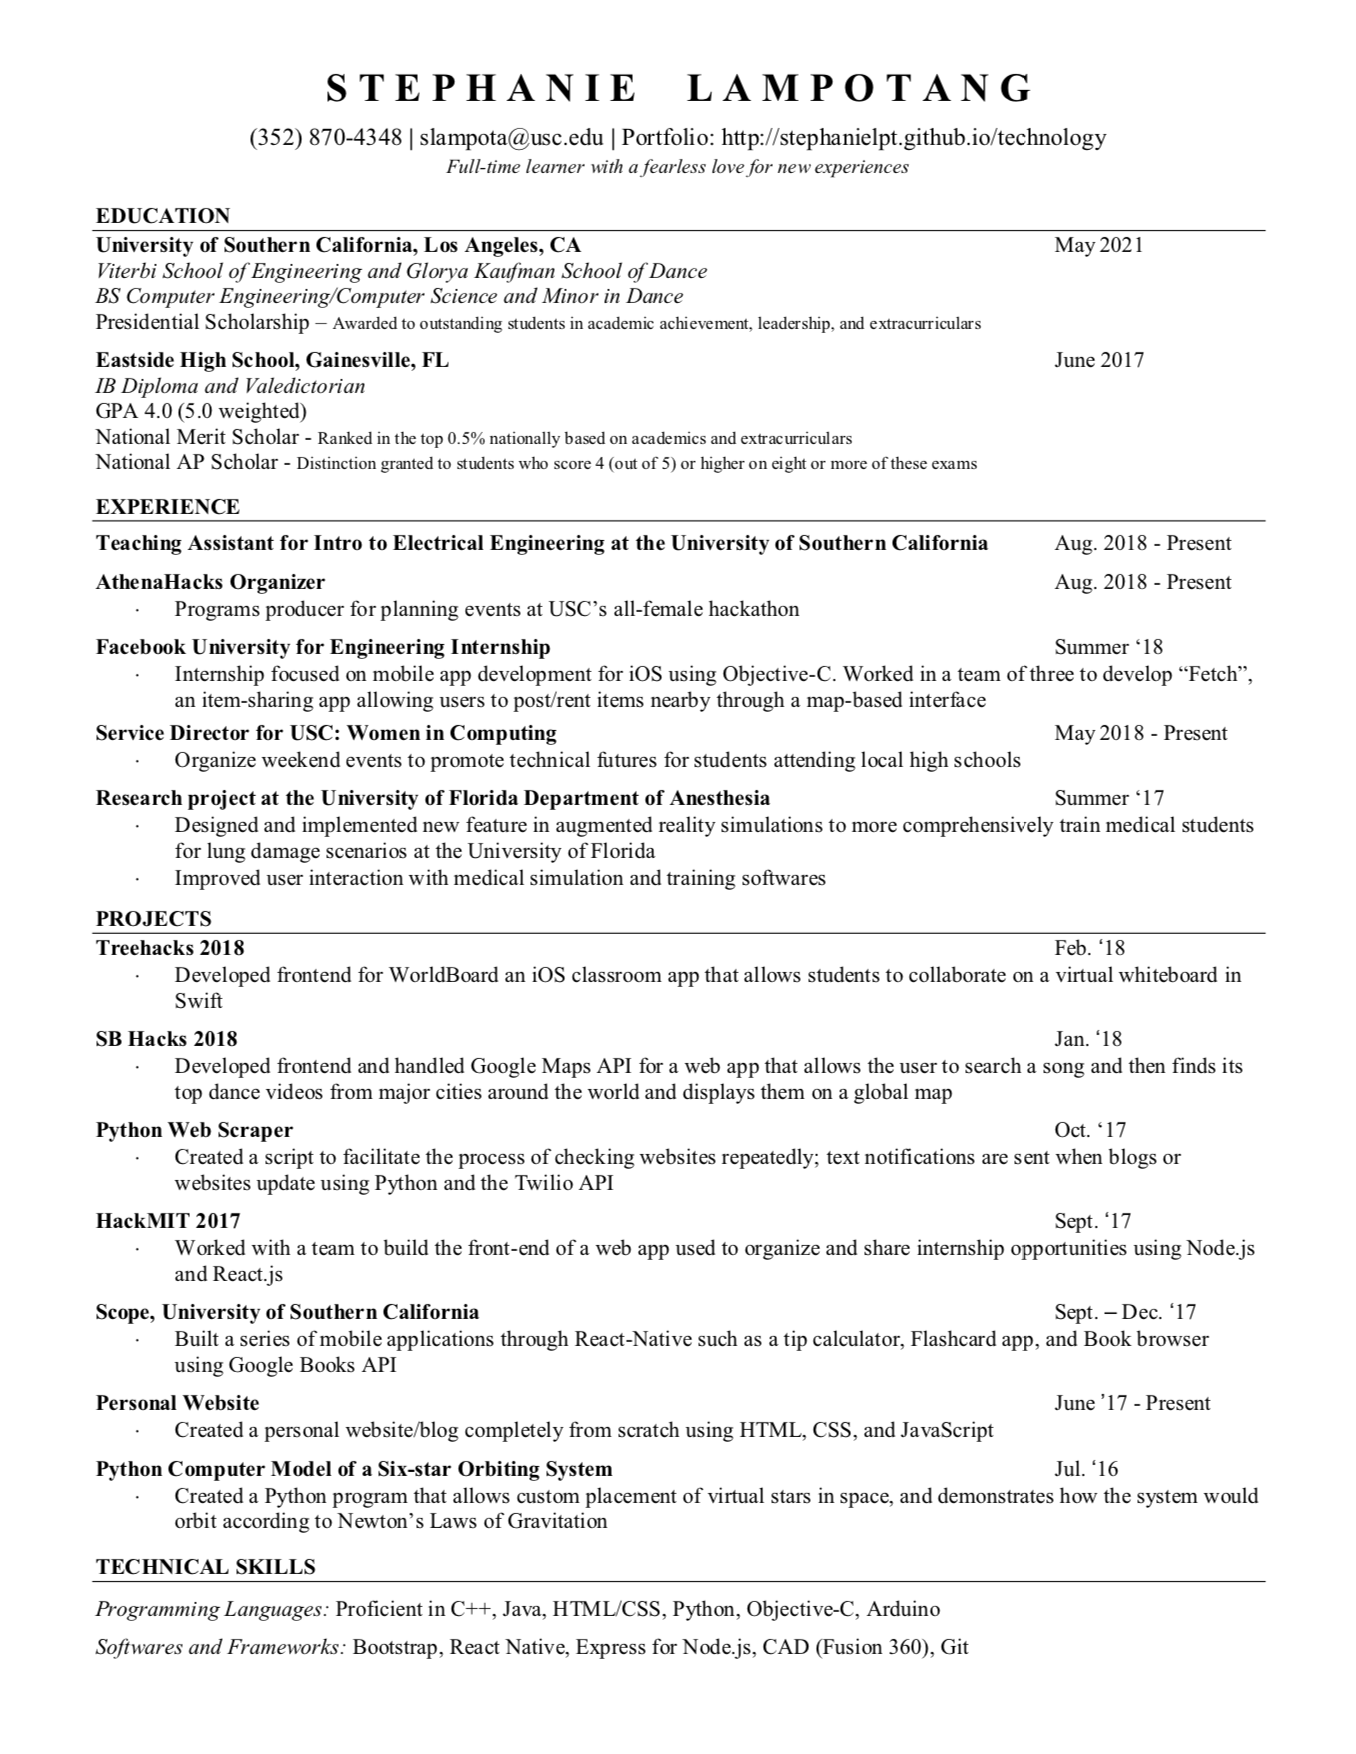 STEPHANIE LAMPOTANG
(352) 870-4348 | slampota@usc.edu | Portfolio: http://stephanielpt.github.io/technology
Full-time learner with a fearless love for new experiences
EDUCATION
University of Southern California, Los Angeles, CA May 2021
Viterbi School of Engineering and Glorya Kaufman School of Dance
BS Computer Engineering/Computer Science and Minor in Dance
Presidential Scholarship – Awarded to outstanding students in academic achievement, leadership, and extracurriculars
Eastside High School, Gainesville, FL June 2017
IB Diploma and Valedictorian
GPA 4.0 (5.0 weighted)
National Merit Scholar - Ranked in the top 0.5% nationally based on academics and extracurriculars
National AP Scholar - Distinction granted to students who score 4 (out of 5) or higher on eight or more of these exams
EXPERIENCE
Teaching Assistant for Intro to Electrical Engineering at the University of Southern California Aug. 2018 - Present
AthenaHacks Organizer Aug. 2018 - Present
· Programs producer for planning events at USC’s all-female hackathon
Facebook University for Engineering Internship Summer ‘18
· Internship focused on mobile app development for iOS using Objective-C. Worked in a team of three to develop “Fetch”,
an item-sharing app allowing users to post/rent items nearby through a map-based interface
Service Director for USC: Women in Computing May 2018 - Present
· Organize weekend events to promote technical futures for students attending local high schools
Research project at the University of Florida Department of Anesthesia Summer ‘17
· Designed and implemented new feature in augmented reality simulations to more comprehensively train medical students
for lung damage scenarios at the University of Florida
· Improved user interaction with medical simulation and training softwares
PROJECTS
Treehacks 2018 Feb. ‘18
· Developed frontend for WorldBoard an iOS classroom app that allows students to collaborate on a virtual whiteboard in
Swift
SB Hacks 2018 Jan. ‘18
· Developed frontend and handled Google Maps API for a web app that allows the user to search a song and then finds its
top dance videos from major cities around the world and displays them on a global map
Python Web Scraper Oct. ‘17
· Created a script to facilitate the process of checking websites repeatedly; text notifications are sent when blogs or
websites update using Python and the Twilio API
HackMIT 2017 Sept. ‘17
· Worked with a team to build the front-end of a web app used to organize and share internship opportunities using Node.js
and React.js
Scope, University of Southern California Sept. – Dec. ‘17
· Built a series of mobile applications through React-Native such as a tip calculator, Flashcard app, and Book browser
using Google Books API
Personal Website June ’17 - Present
· Created a personal website/blog completely from scratch using HTML, CSS, and JavaScript
Python Computer Model of a Six-star Orbiting System Jul. ‘16
· Created a Python program that allows custom placement of virtual stars in space, and demonstrates how the system would
orbit according to Newton’s Laws of Gravitation
TECHNICAL SKILLS
Programming Languages: Proficient in C++, Java, HTML/CSS, Python, Objective-C, Arduino
Softwares and Frameworks: Bootstrap, React Native, Express for Node.js, CAD (Fusion 360), Git